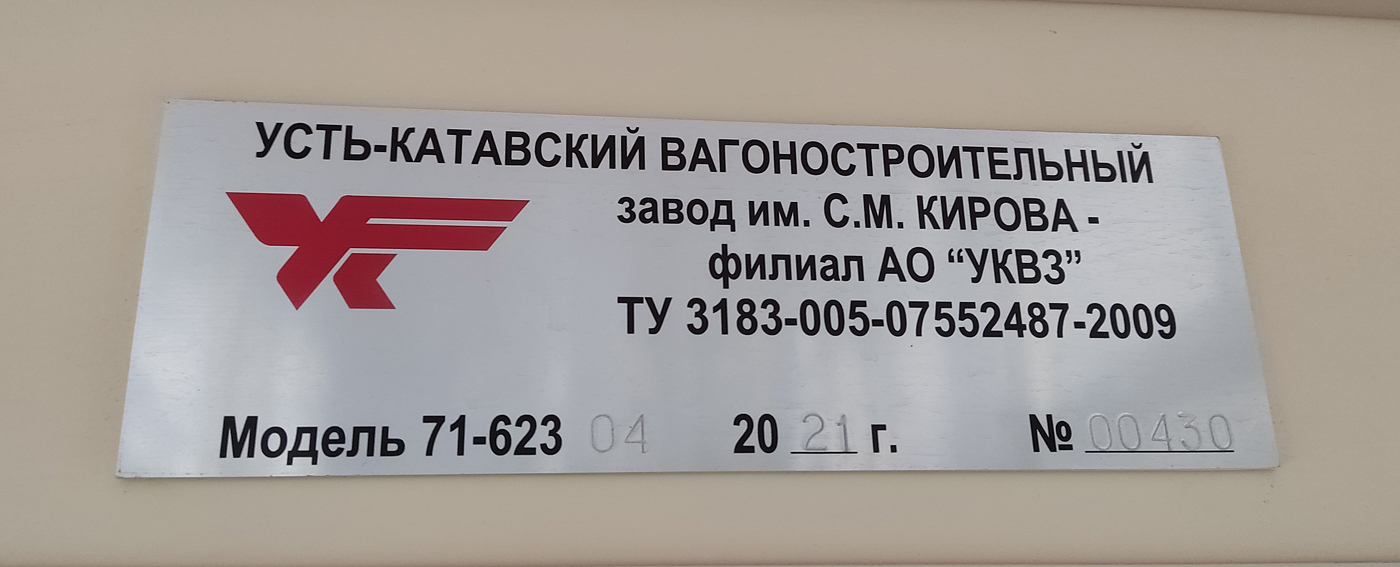 УСТЬ-КАТАВСКИЙ ВАГОНОСТРОИТЕЛЬНЫЙ
завод им. С.М. КИРОВА -
филиал АО “УКВЗ”
ТУ 3183-005-07552487-2009
Модель 71-623 04 20 21 г. № 00430